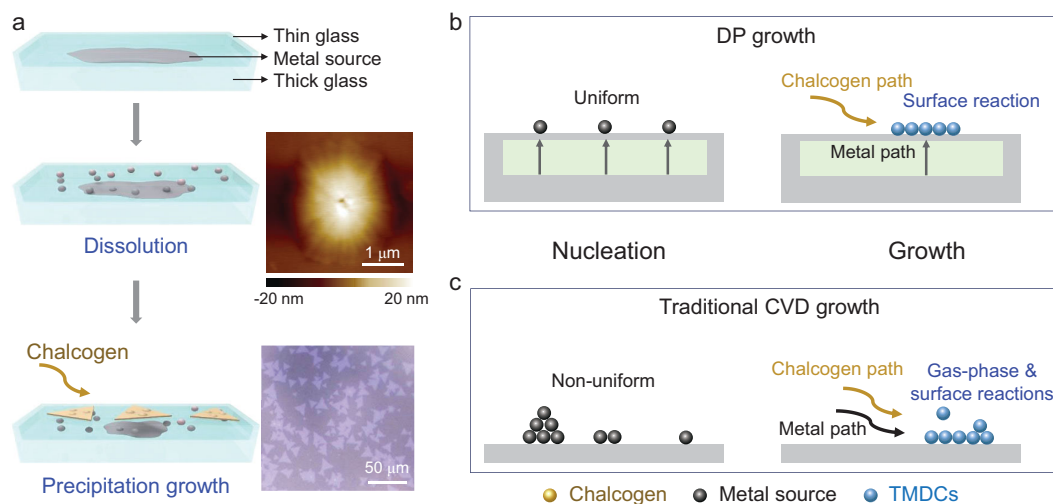 a
Thin glass
Metal source
Thick glass
Dissolution
1 μm
-20 nm
20 nm
Chalcogen
50 μm
Precipitation growth
b
DP growth
Uniform
Chalcogen path
Surface reaction
Metal path
Nucleation
Growth
c
Traditional CVD growth
Non-uniform
Chalcogen path
Gas-phase &
surface reactions
Metal path
Chalcogen
Metal source
TMDCs